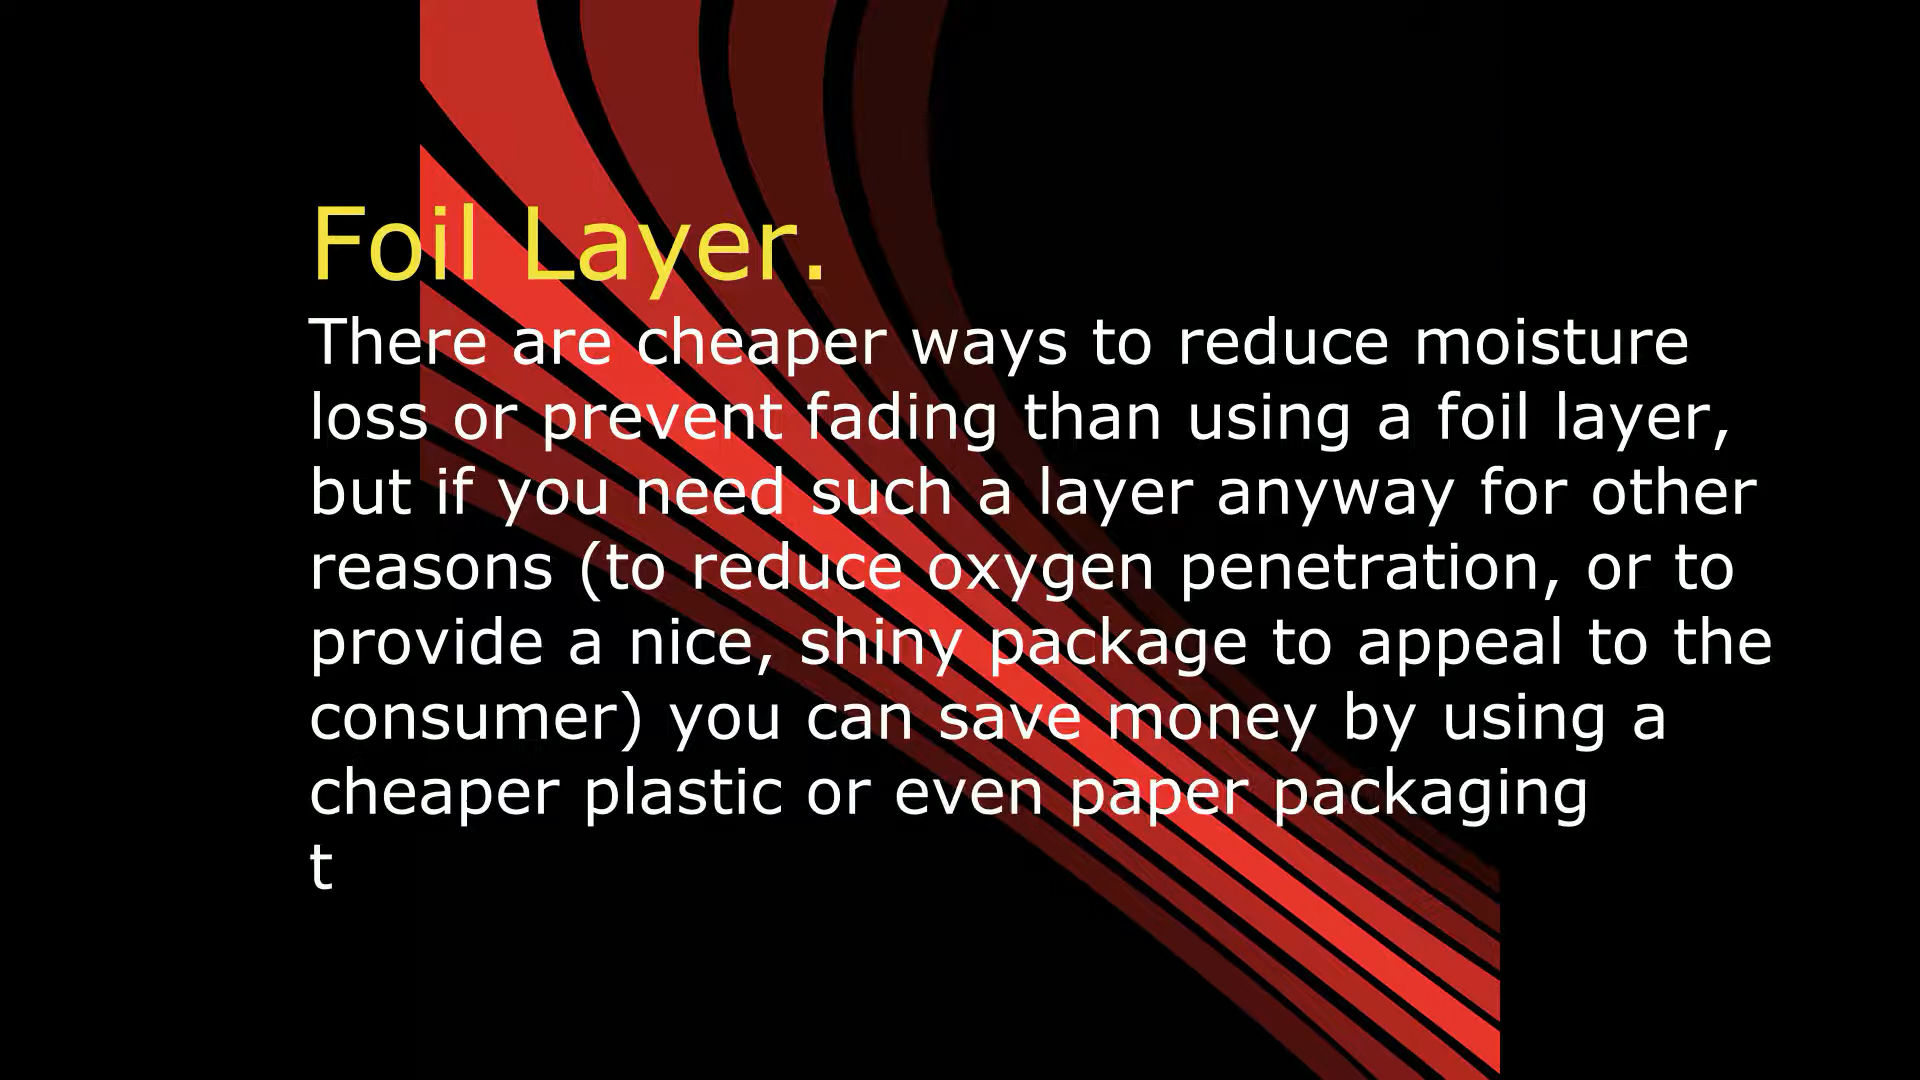 Foil Layer.
There are cheaper ways to reduce moisture
loss or prevent fading than using a foil layer,
but if you need such a layer anyway for other
reasons (to reduce oxygen penetration, or to
provide a nice, shiny package to appeal to the
consumer) you can save money by using a
cheaper plastic or even paper packaging
t